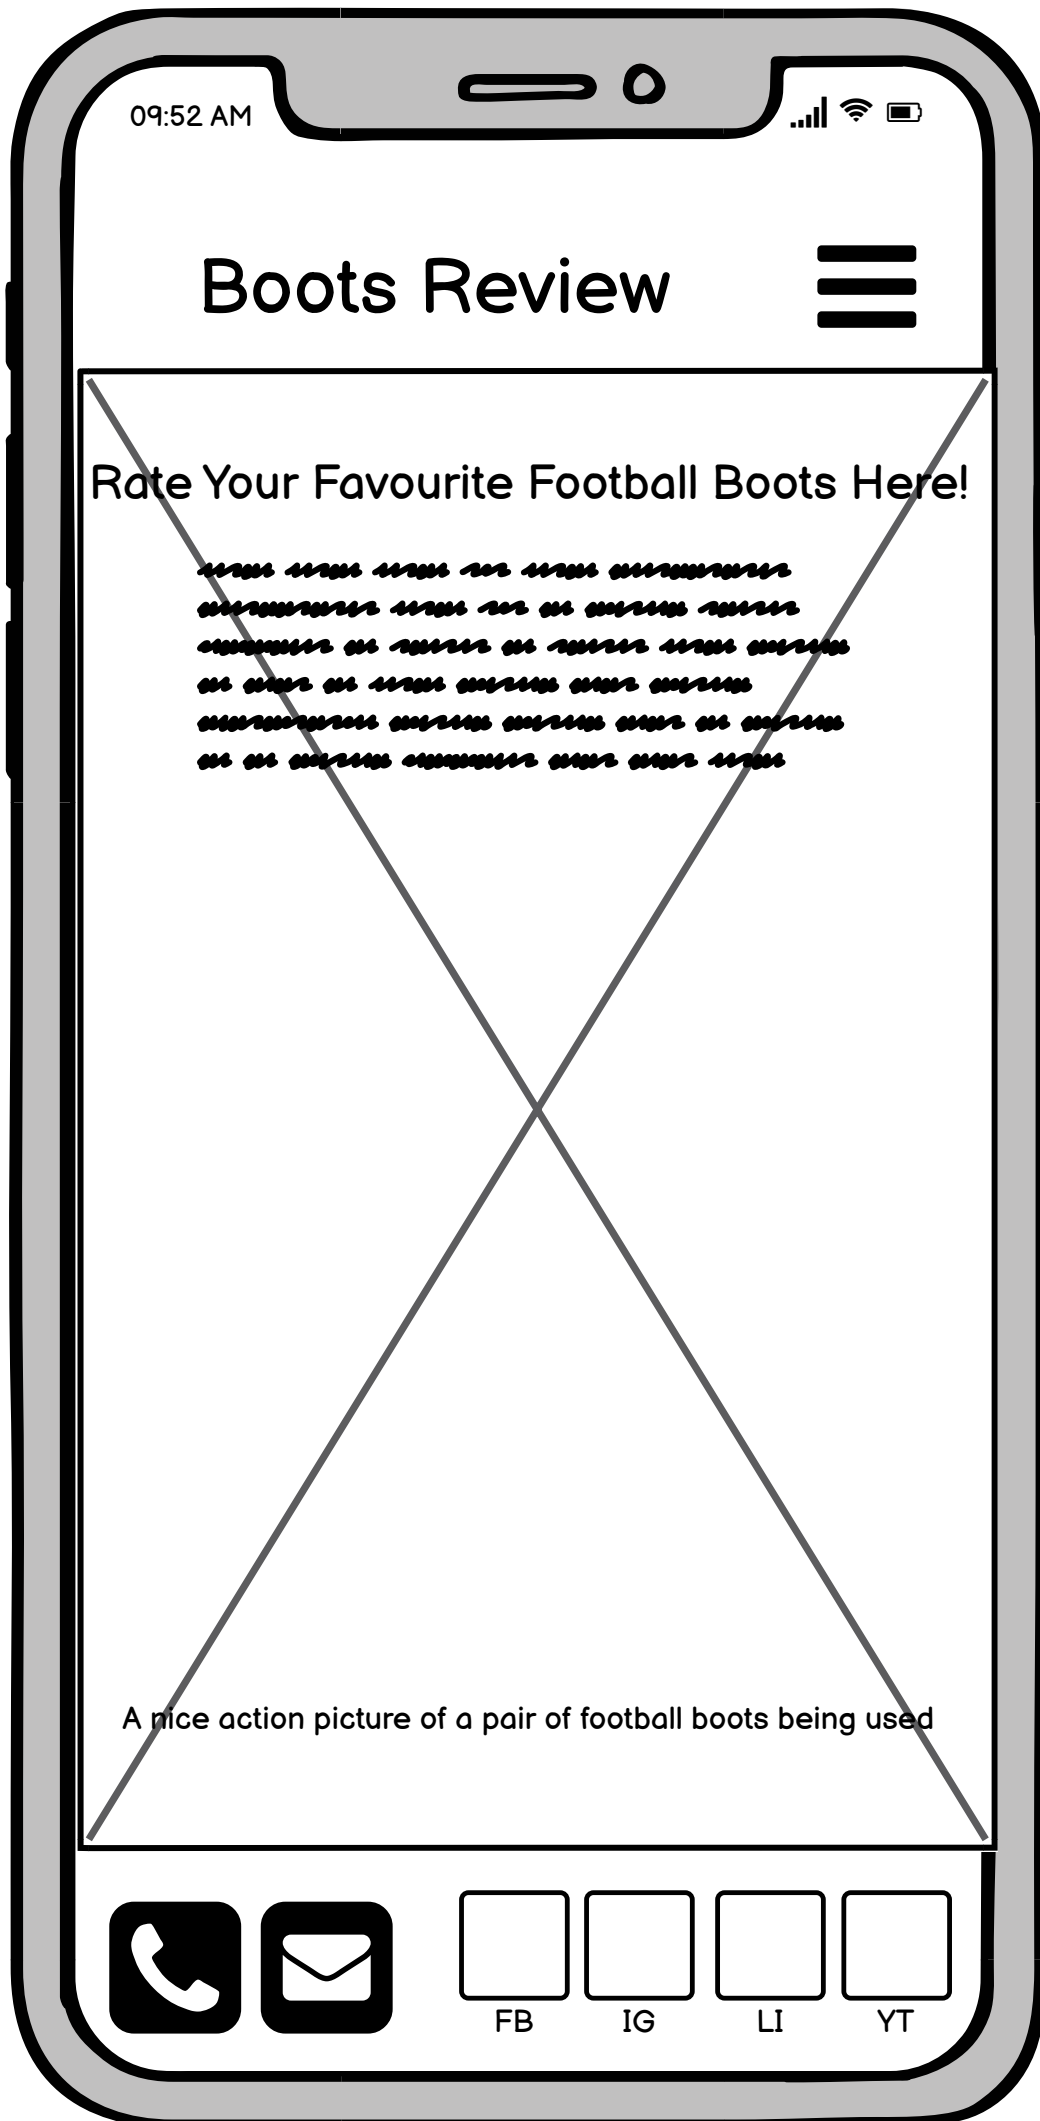 09:52 AM
Boots Review
Rate Your Favourite Football Boots Here!
A nice action picture of a pair of football boots being used
FB IG LI YT